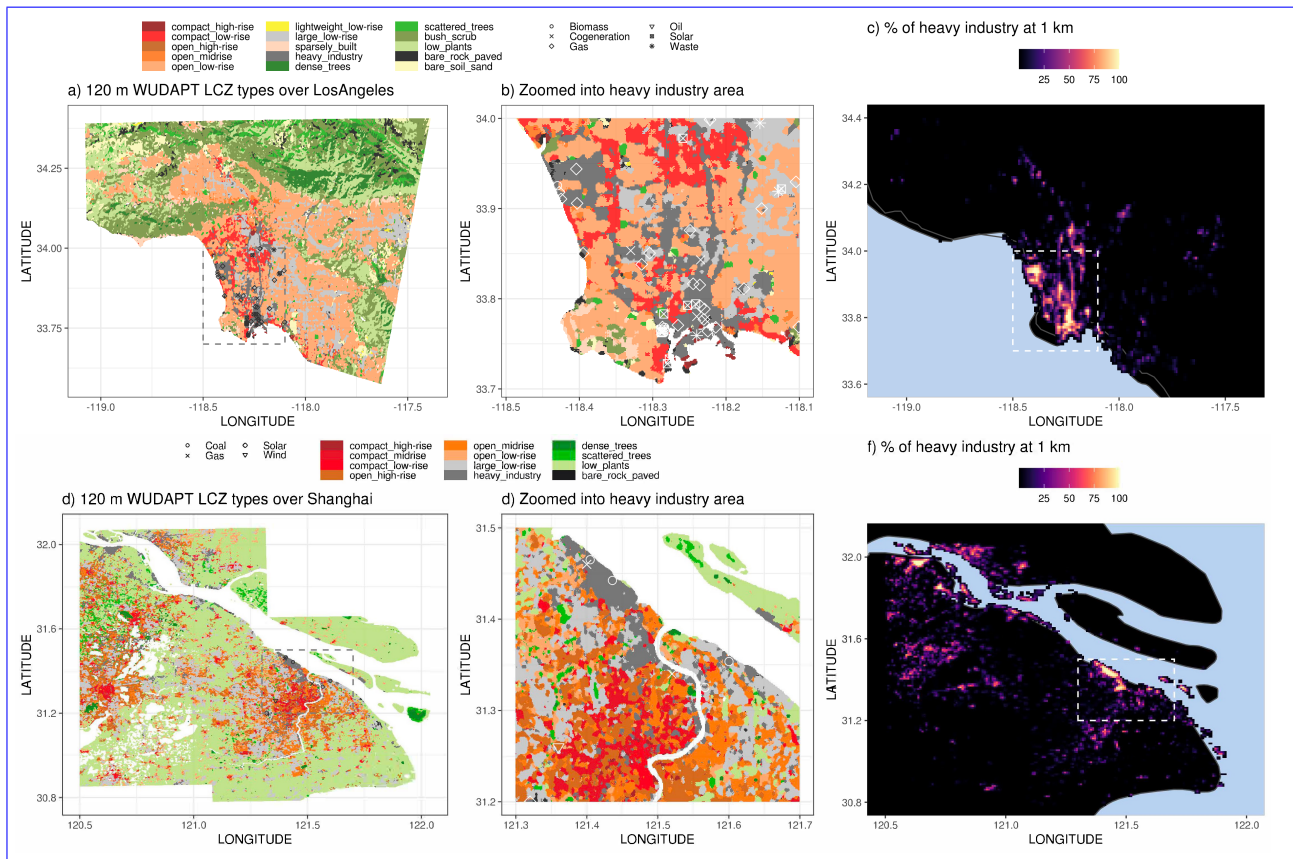 compact_high-rise
compact_low-rise
open_high-rise
open_midrise
open_low-rise
lightweight_low-rise
large_low-rise
sparsely_built
heavy_industry
dense_trees
scattered_trees
bush_scrub
low_plants
bare_rock_paved
bare_soil_sand
Biomass
Cogeneration
Gas
Oil
Solar
Waste
c) % of heavy industry at 1 km
25 50 75 100
a) 120 m WUDAPT LCZ types over LosAngeles
LATITUDE
34.25
34.00
33.75
-119.0 -118.5 -118.0 -117.5
LONGITUDE
b) Zoomed into heavy industry area
LATITUDE
34.0
33.9
33.8
33.7
-118.5 -118.4 -118.3 -118.2 -118.1
LONGITUDE
LATITUDE
34.4
34.2
34.0
33.8
33.6
-119.0 -118.5 -118.0 -117.5
LONGITUDE
Coal
Gas
Solar
Wind
compact_high-rise
compact_midrise
compact_low-rise
open_high-rise
open_midrise
open_low-rise
large_low-rise
heavy_industry
dense_trees
scattered_trees
low_plants
bare_rock_paved
f) % of heavy industry at 1 km
25 50 75 100
d) 120 m WUDAPT LCZ types over Shanghai
LATITUDE
32.0
31.6
31.2
30.8
120.5 121.0 121.5 122.0
LONGITUDE
d) Zoomed into heavy industry area
LATITUDE
31.5
31.4
31.3
31.2
121.3 121.4 121.5 121.6 121.7
LONGITUDE
LATITUDE
32.0
31.6
31.2
30.8
120.5 121.0 121.5 122.0
LONGITUDE